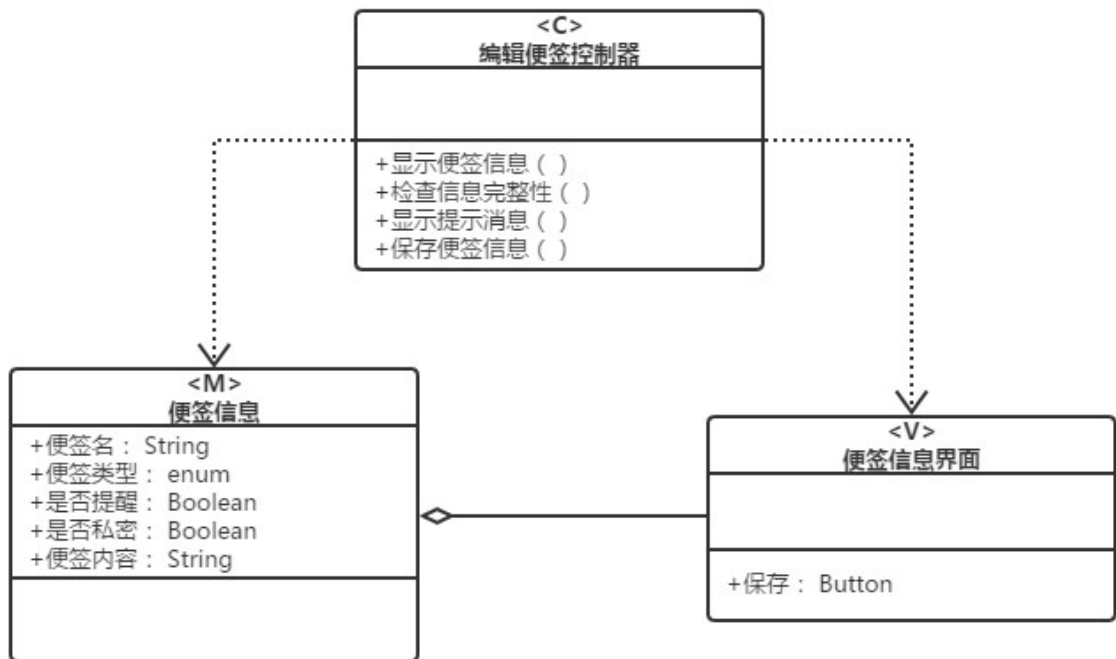 <C>
编辑便签控制器
+显示便签信息（ ）
+检查信息完整性（ ）
+显示提示消息（ ）
+保存便签信息（ ）
<M>
便签信息
+便签名： String
+便签类型： enum
+是否提醒： Boolean
+是否私密： Boolean
+便签内容： String
<V>
便签信息界面
+保存： Button